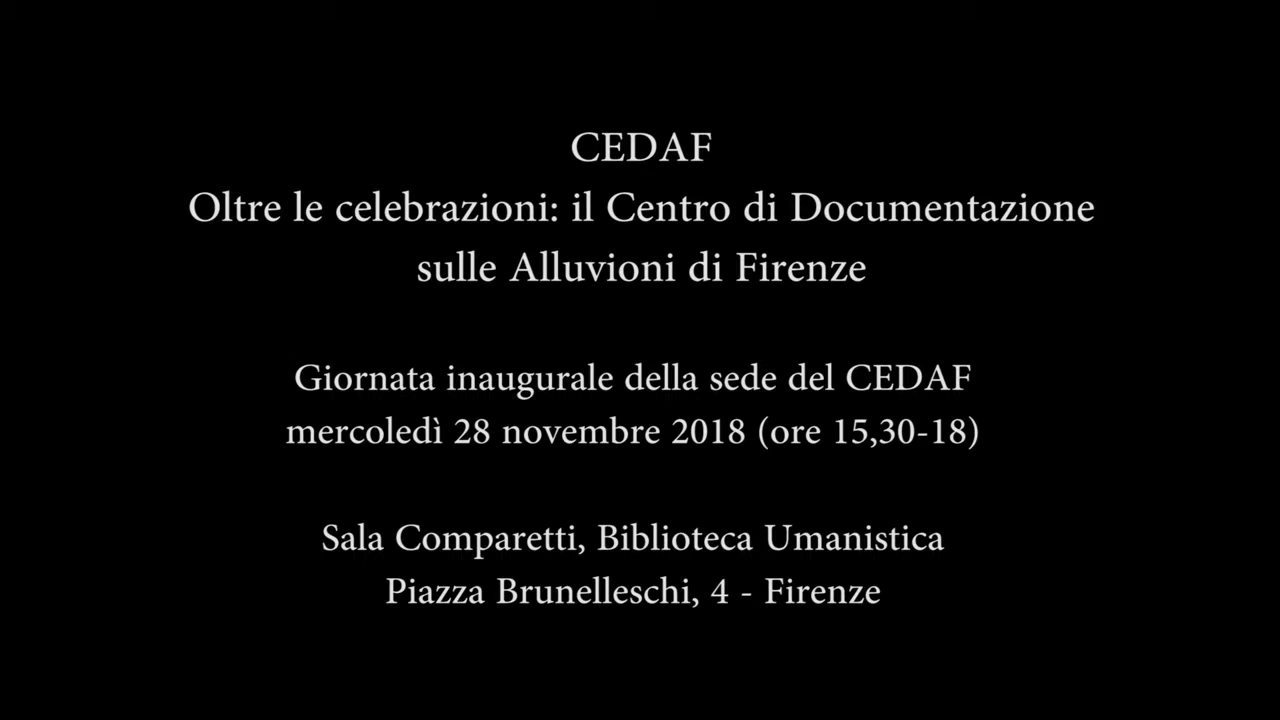 CEDAF
Oltre le celebrazioni: il Centro di Documentazione
sulle Alluvioni di Firenze
Giornata inaugurale della sede del CEDAF
mercoledì 28 novembre 2018 (ore 15,30-18)
Sala Comparetti, Biblioteca Umanistica
Piazza Brunelleschi, 4 - Firenze